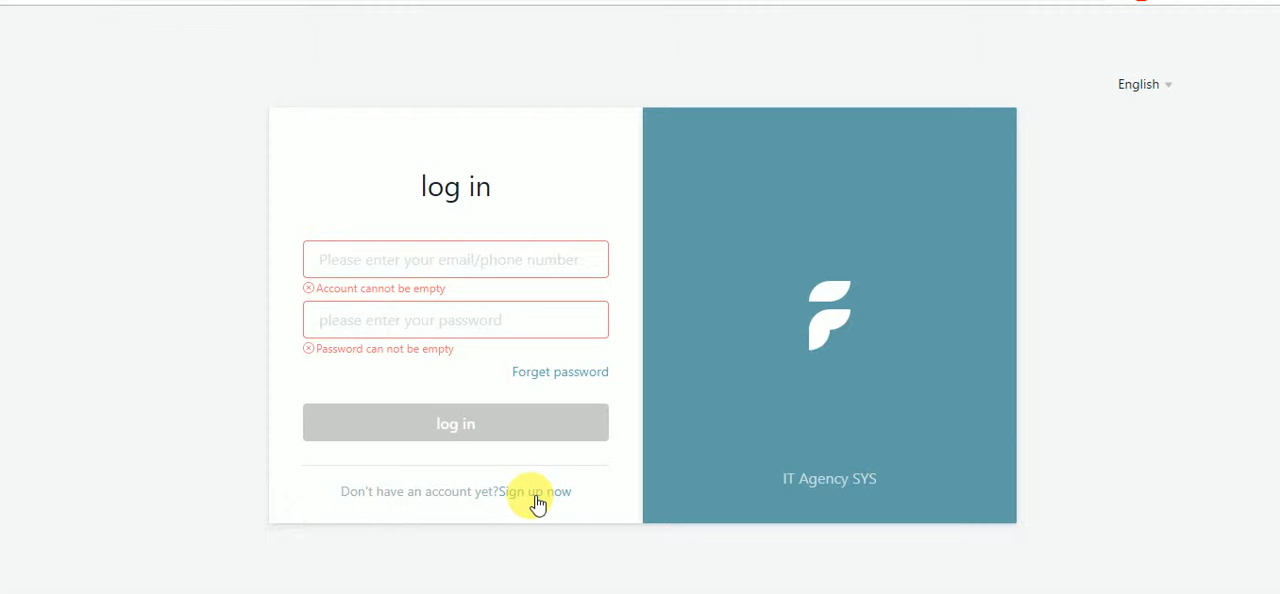 English
log in
Please enter your email/phone number
Account cannot be empty
please enter your password
Password can not be empty
Forget password
log in
Don't have an account yet?Sign up now
IT Agency SYS